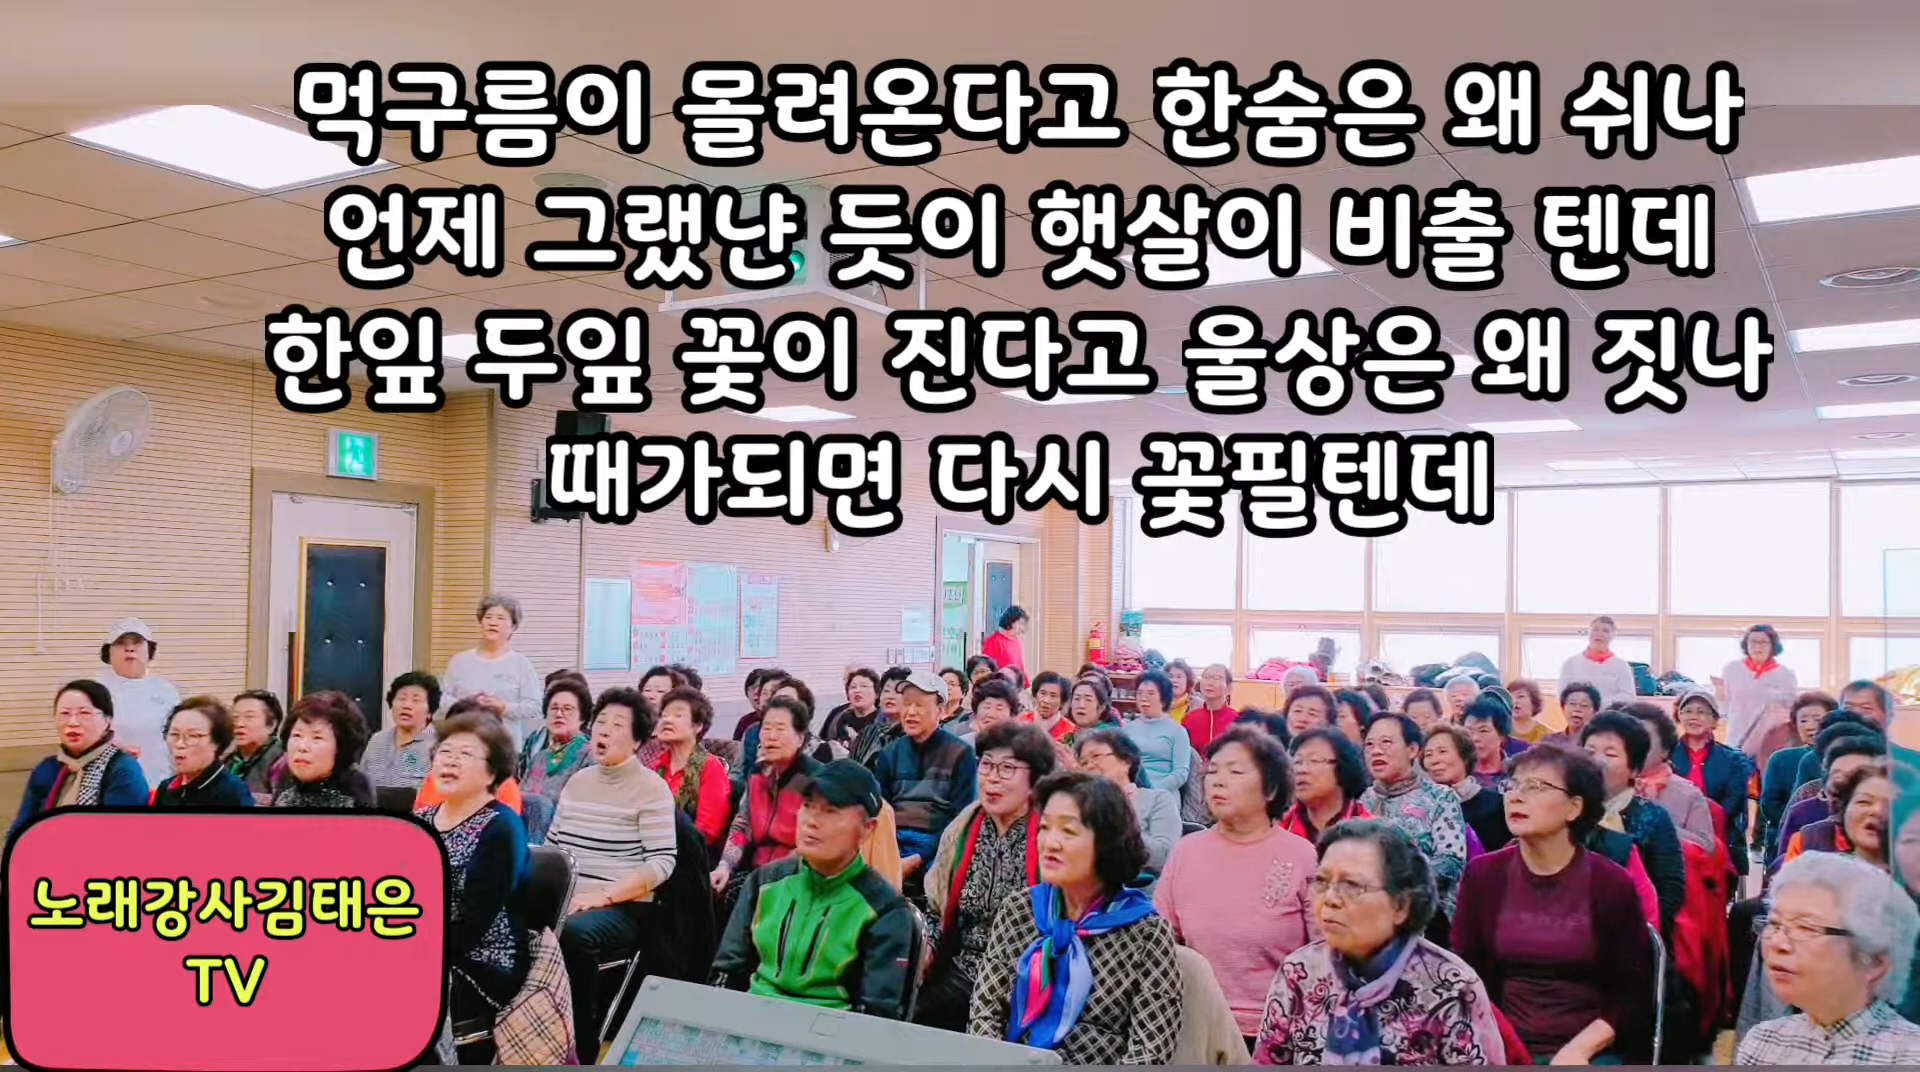 먹구름이 몰려온다고 한숨은 왜 쉬나
언제 그랬냔 듯이 햇살이 비출 텐데
한잎 두잎 꽃이 진다고 울상은 왜 짓나
때가되면 다시 꽃필텐데
노래강사김태은
TV